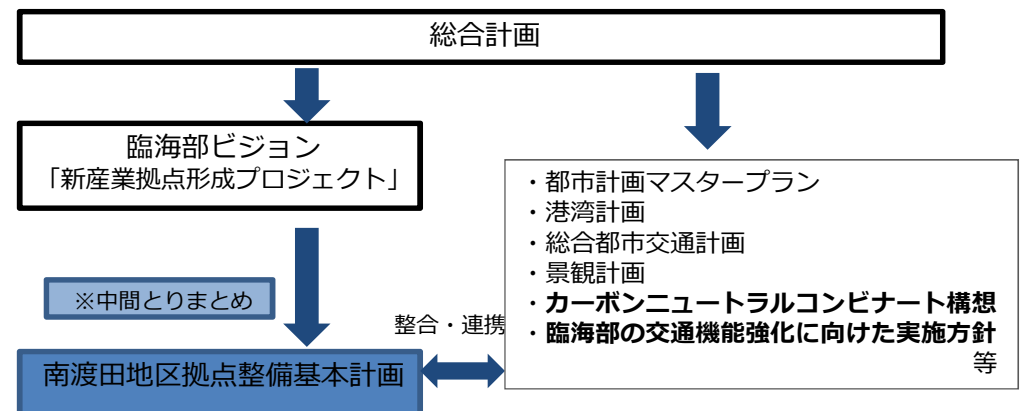 総合計画
臨海部ビジョン
「新産業拠点形成プロジェクト」
・都市計画マスタープラン
・港湾計画
・総合都市交通計画
・景観計画
・カーボンニュートラルコンビナート構想
・臨海部の交通機能強化に向けた実施方針
等
※中間とりまとめ
整合・連携
南渡田地区拠点整備基本計画